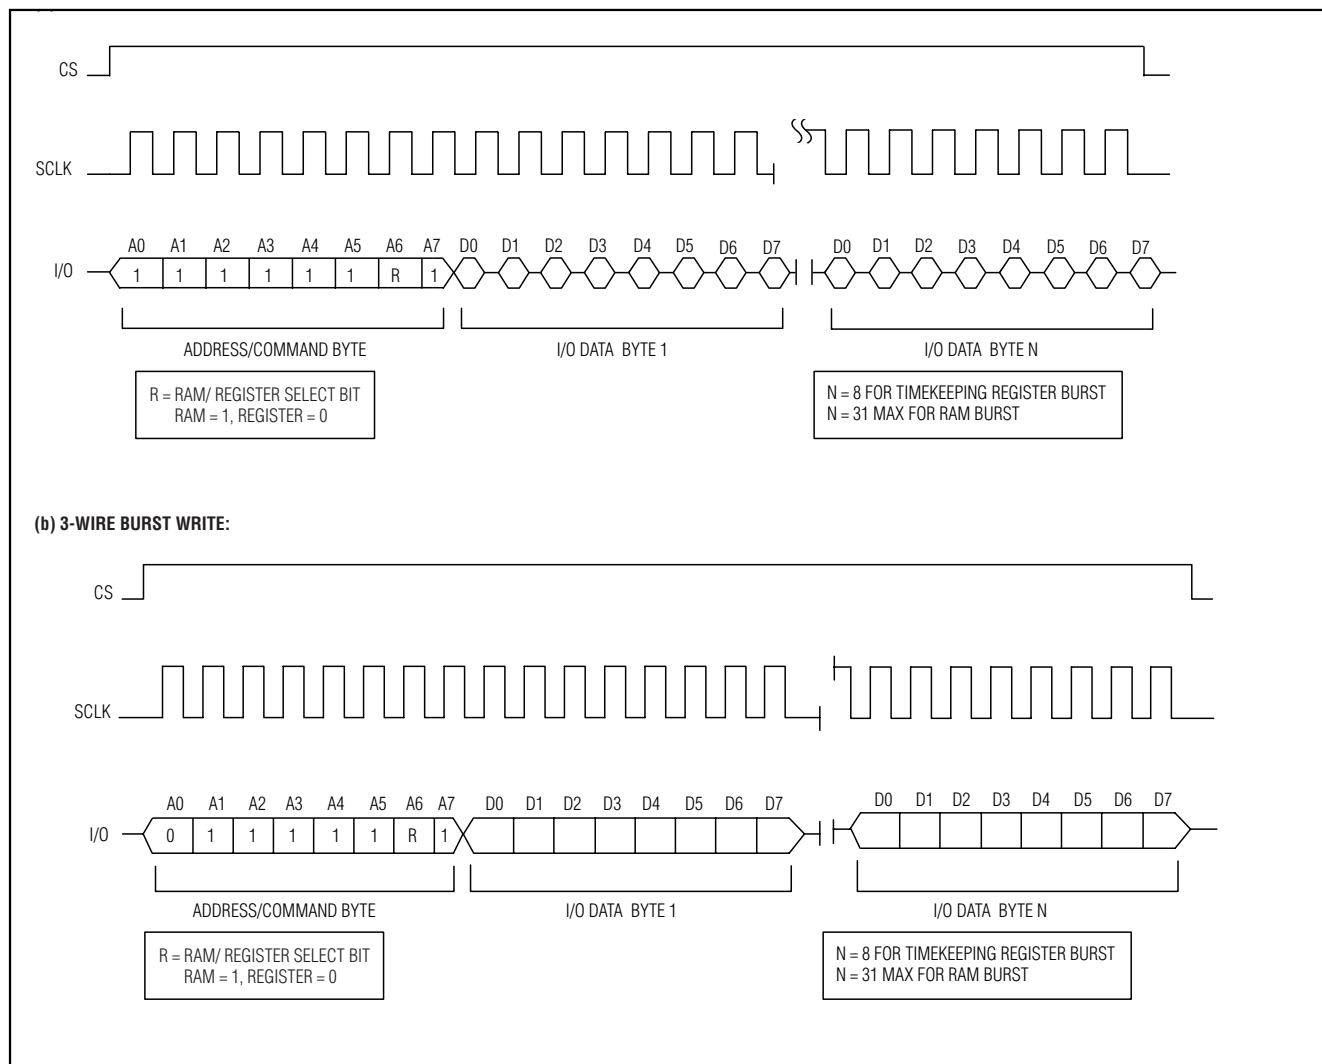 CS
SCLK
A0 A1 A2 A3 A4 A5 A6 A7 D0 D1 D2 D3 D4 D5 D6 D7 D0 D1 D2 D3 D4 D5 D6 D7
I/O 1 1 1 1 1 1 R 1
ADDRESS/COMMAND BYTE I/O DATA BYTE 1 I/O DATA BYTE N
R = RAM/ REGISTER SELECT BIT
RAM = 1, REGISTER = 0
N = 8 FOR TIMEKEEPING REGISTER BURST
N = 31 MAX FOR RAM BURST
(b) 3-WIRE BURST WRITE:
CS
SCLK
A0 A1 A2 A3 A4 A5 A6 A7 D0 D1 D2 D3 D4 D5 D6 D7 D0 D1 D2 D3 D4 D5 D6 D7
I/O 0 1 1 1 1 1 R 1
ADDRESS/COMMAND BYTE I/O DATA BYTE 1 I/O DATA BYTE N
R = RAM/ REGISTER SELECT BIT
RAM = 1, REGISTER = 0
N = 8 FOR TIMEKEEPING REGISTER BURST
N = 31 MAX FOR RAM BURST